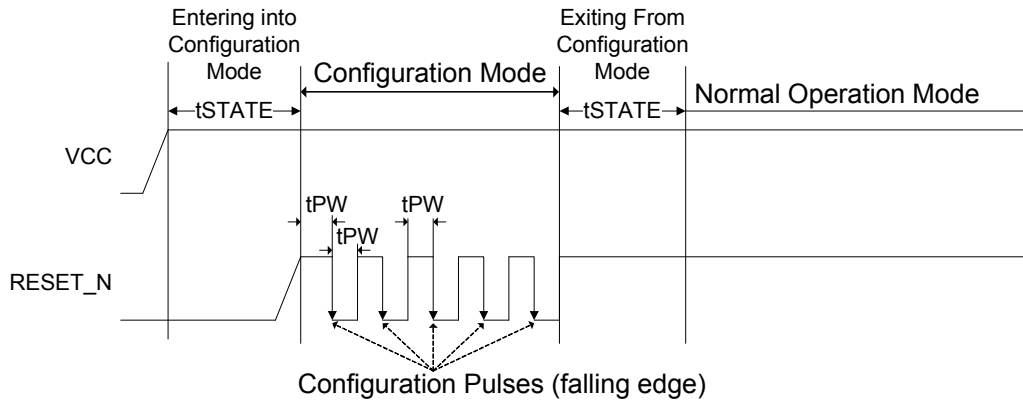 Entering into
Configuration
Mode
Configuration Mode
Exiting From
Configuration
Mode
Normal Operation Mode
tSTATE
tSTATE
VCC
tPW
tPW
tPW
RESET_N
Configuration Pulses (falling edge)